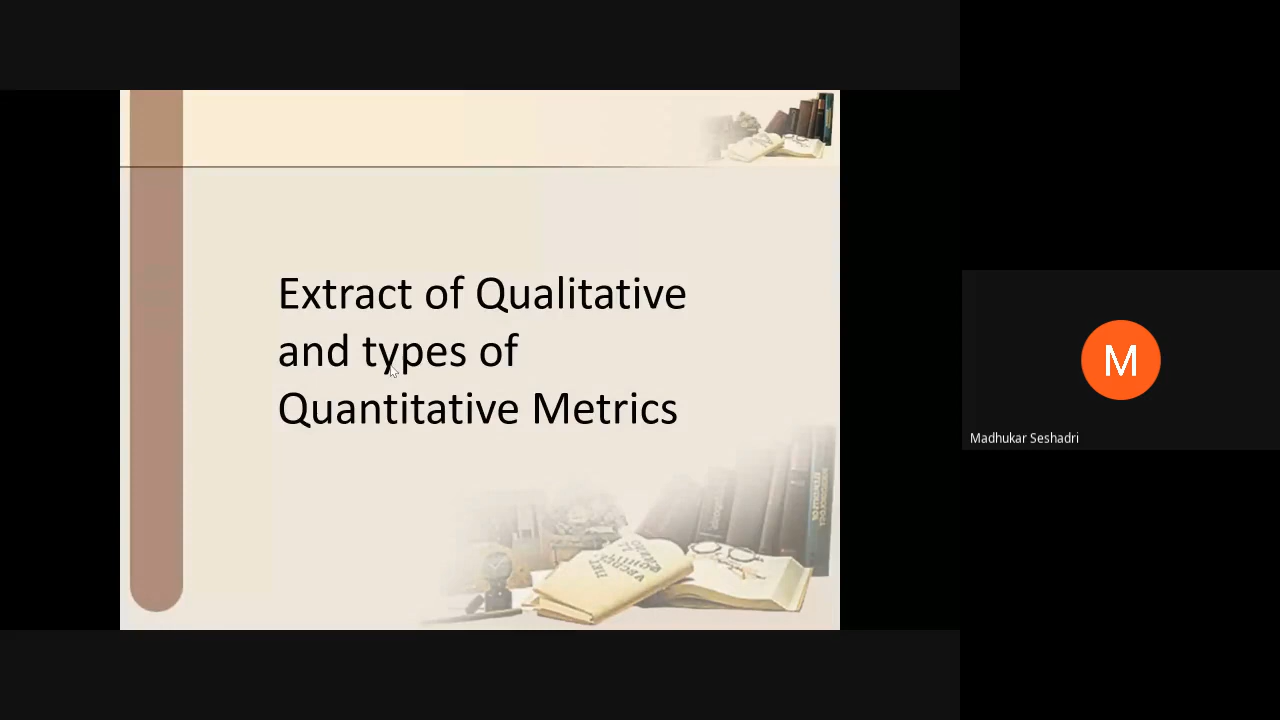 Extract of Qualitative
and types of
Quantitative Metrics
M
Madhukar Seshadri